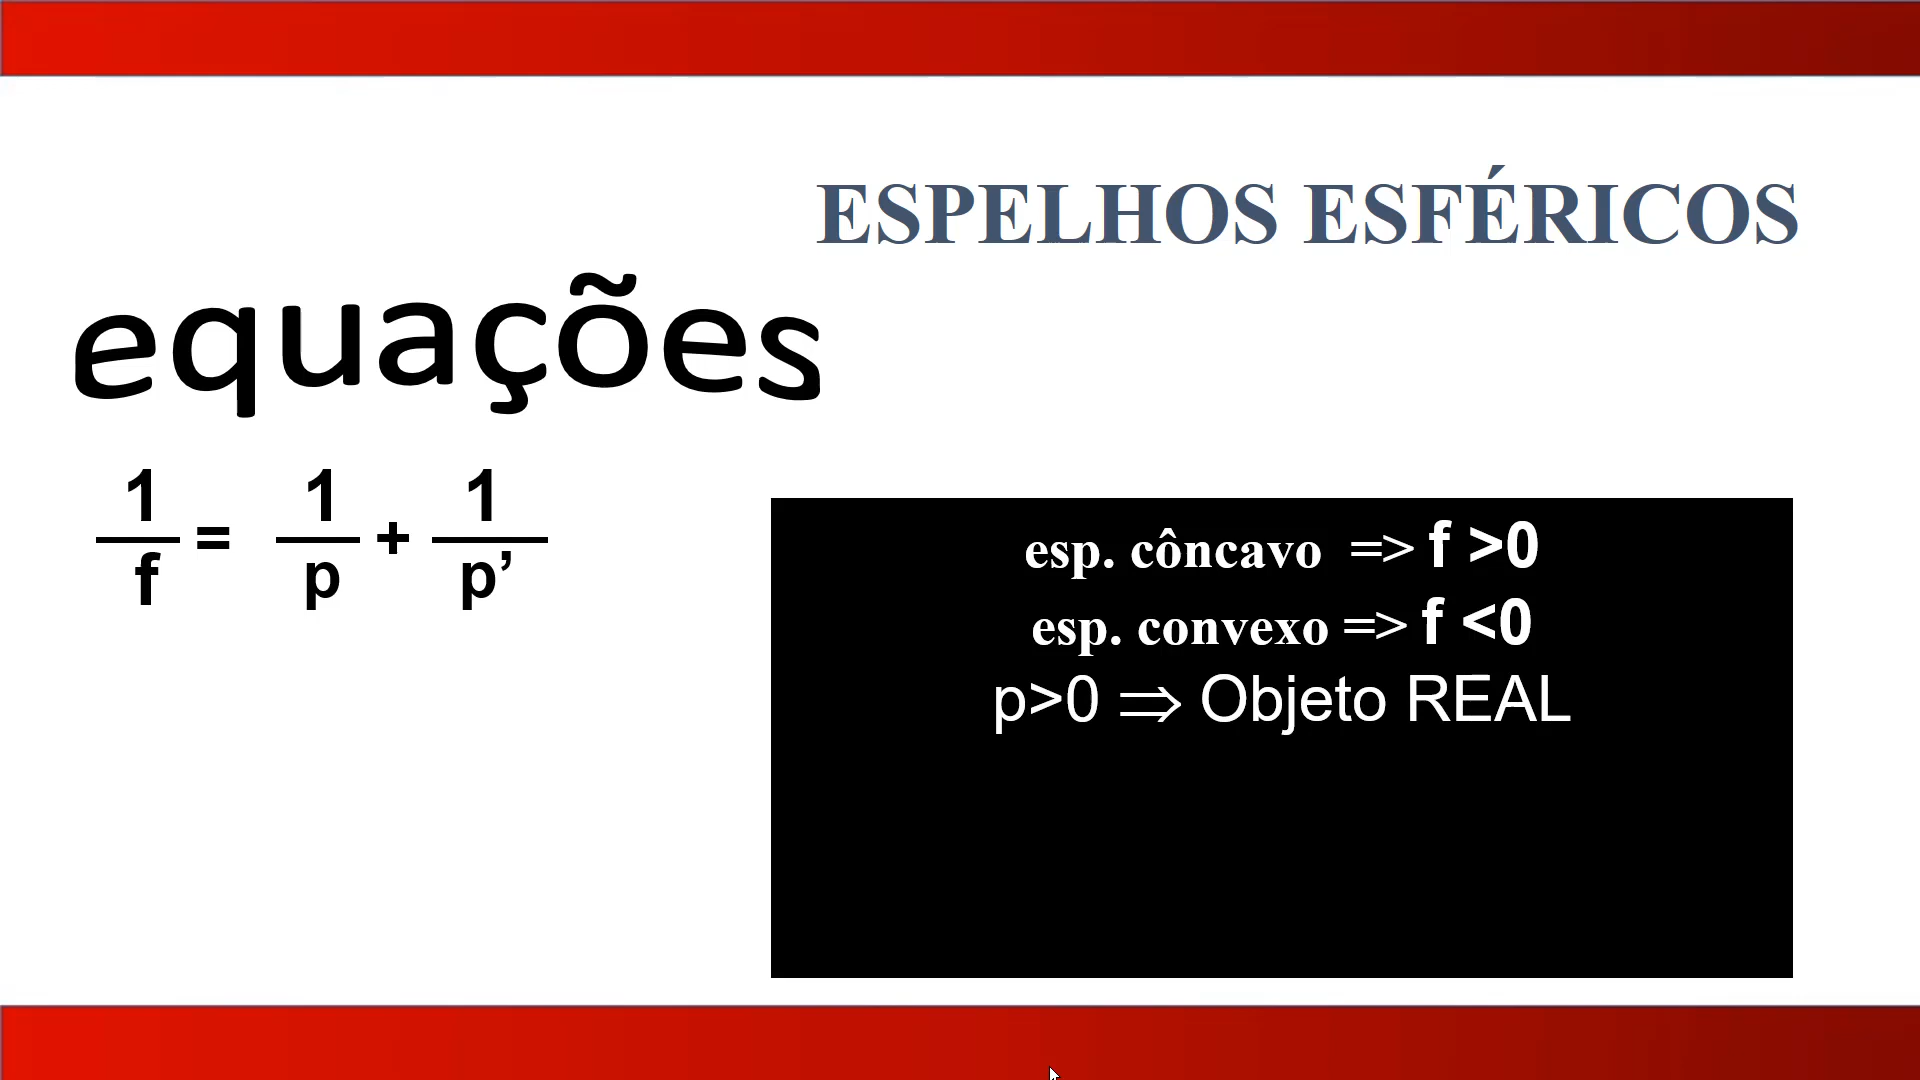 ESPELHOS ESFÉRICOS
equações
1/f = 1/p + 1/p’
esp. côncavo => f >0
esp. convexo => f <0
p>0 ⇒ Objeto REAL